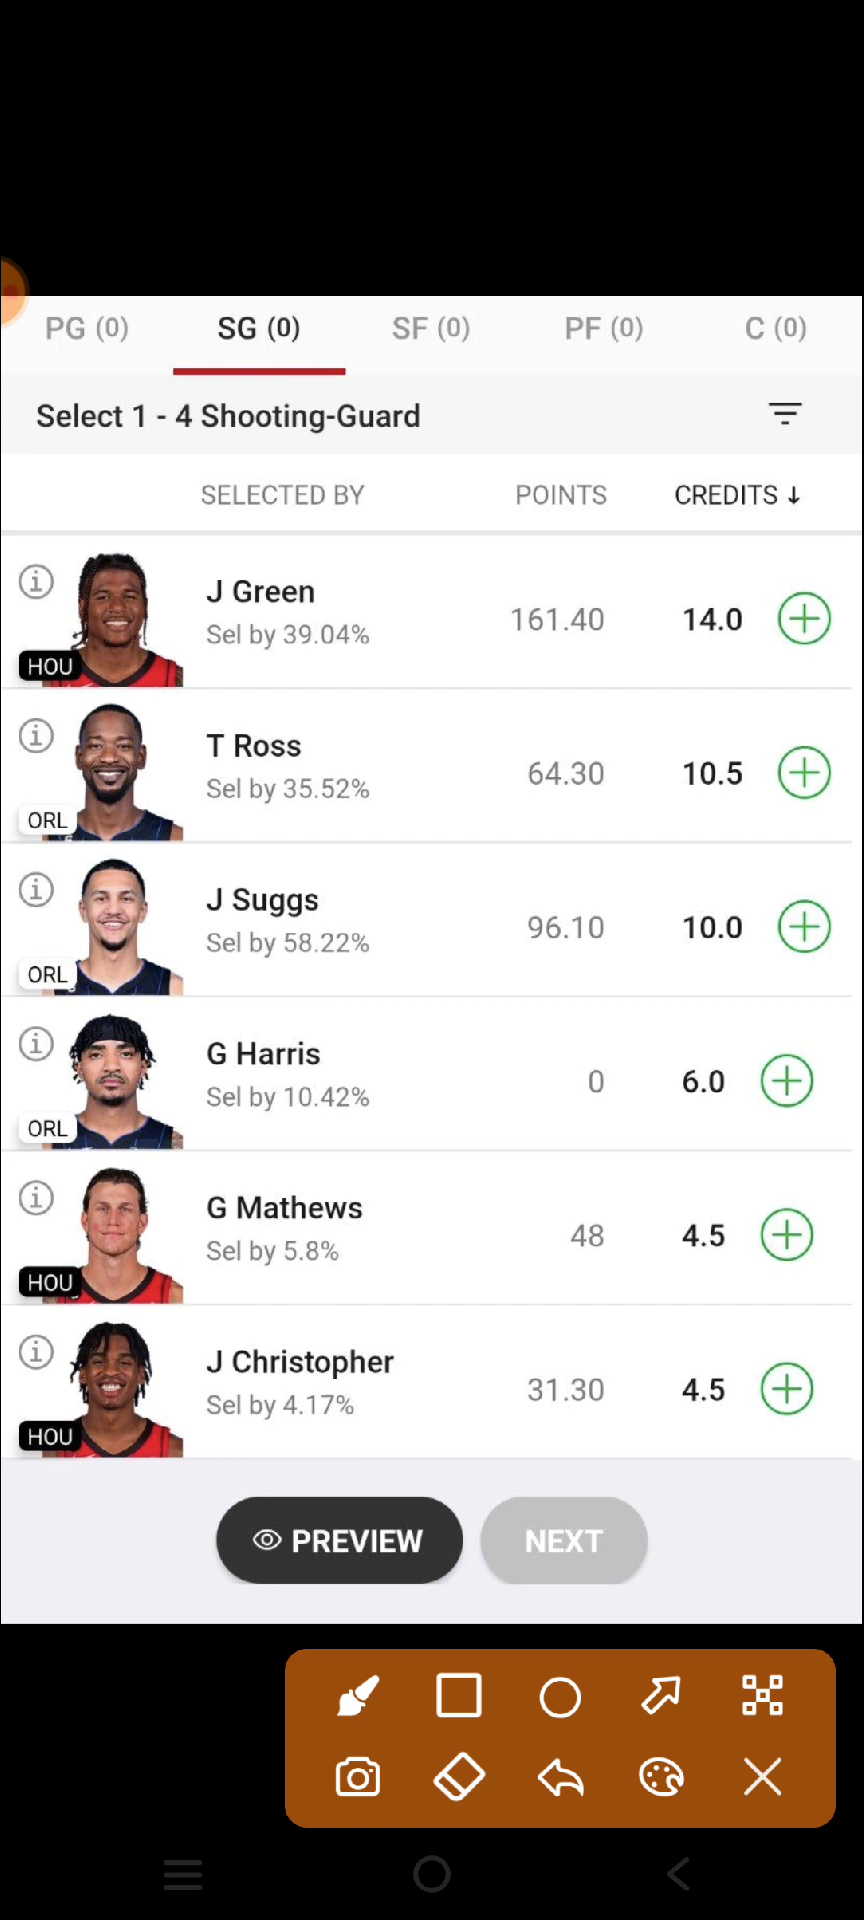 PG (0) SG (0) SF (0) PF (0) C (0)
Select 1 - 4 Shooting-Guard
SELECTED BY POINTS CREDITS ↓
J Green
Sel by 39.04% 161.40 14.0
HOU
T Ross
Sel by 35.52% 64.30 10.5
ORL
J Suggs
Sel by 58.22% 96.10 10.0
ORL
G Harris
Sel by 10.42% 0 6.0
ORL
G Mathews
Sel by 5.8% 48 4.5
HOU
J Christopher
Sel by 4.17% 31.30 4.5
HOU
PREVIEW NEXT